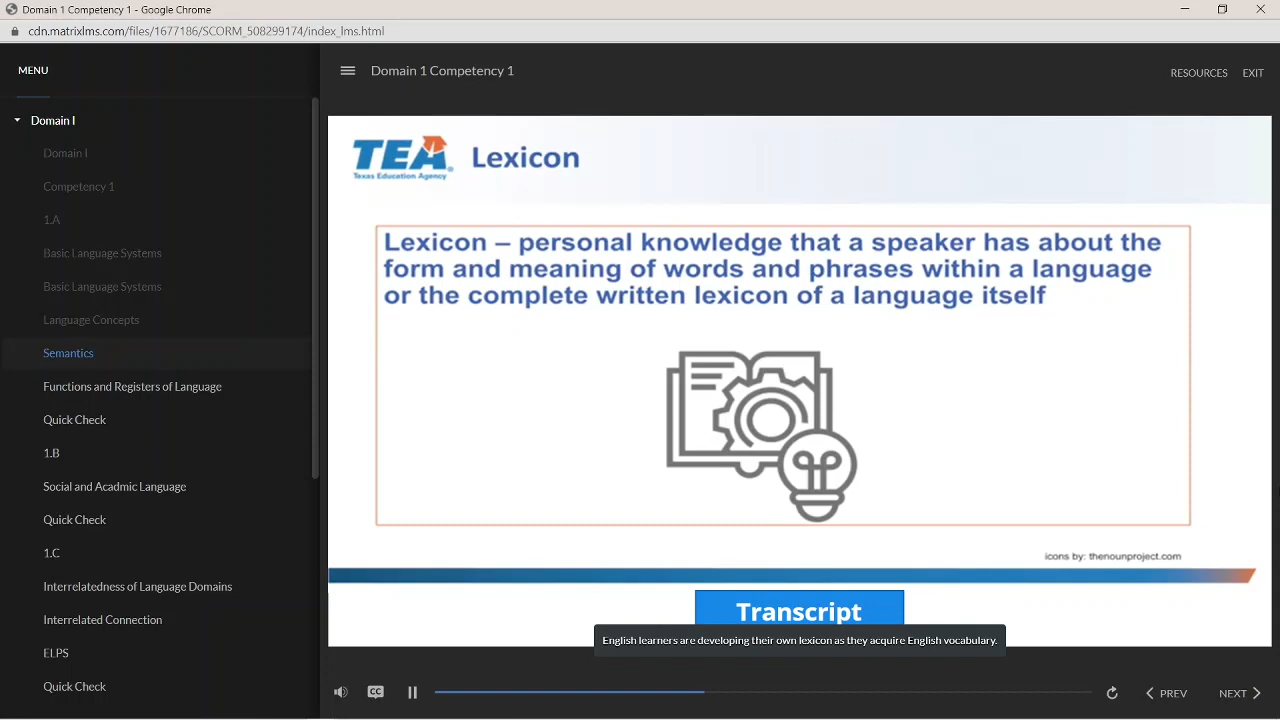 Domain 1 Competency 1 - Google Chrome
cdn.matrixlms.com/files/1677186/SCORM_508299174/index_lms.html
MENU
Domain 1 Competency 1
RESOURCES
EXIT
Domain I
Domain I
Competency 1
1.A
Basic Language Systems
Basic Language Systems
Language Concepts
Semantics
Functions and Registers of Language
Quick Check
1.B
Social and Acadmic Language
Quick Check
1.C
Interrelatedness of Language Domains
Interrelated Connection
ELPS
Quick Check
TEA
Texas Education Agency
Lexicon
Lexicon – personal knowledge that a speaker has about the
form and meaning of words and phrases within a language
or the complete written lexicon of a language itself
icons by: thenounproject.com
Transcript
English learners are developing their own lexicon as they acquire English vocabulary.
CC
PREV
NEXT